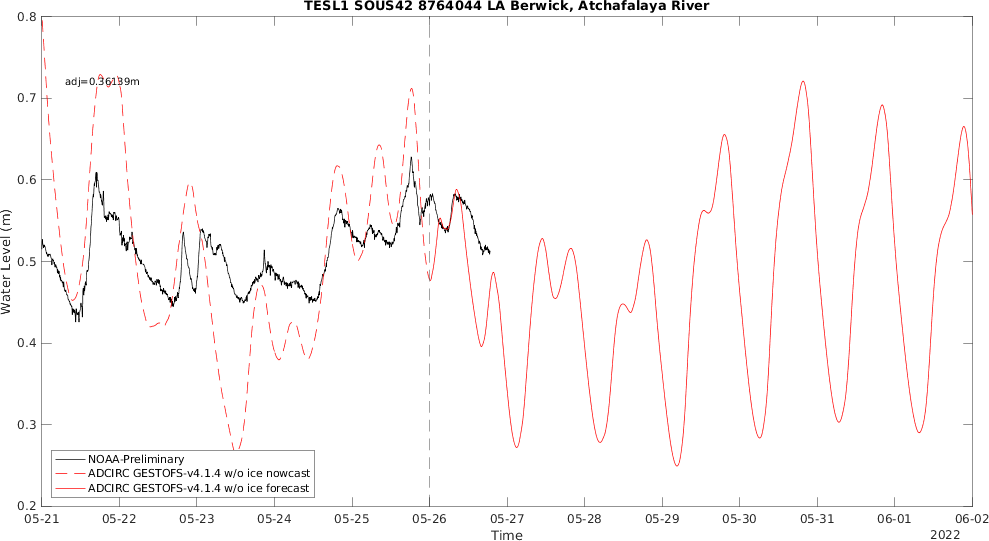 TESL1 SOUS42 8764044 LA Berwick, Atchafalaya River
0.8
0.7
0.6
0.5
0.4
0.3
0.2
Water Level (m)
adj=0.36139m
NOAA-Preliminary
ADCIRC GESTOFS-v4.1.4 w/o ice nowcast
ADCIRC GESTOFS-v4.1.4 w/o ice forecast
05-21 05-22 05-23 05-24 05-25 05-26 05-27 05-28 05-29 05-30 05-31 06-01 06-02
Time
2022